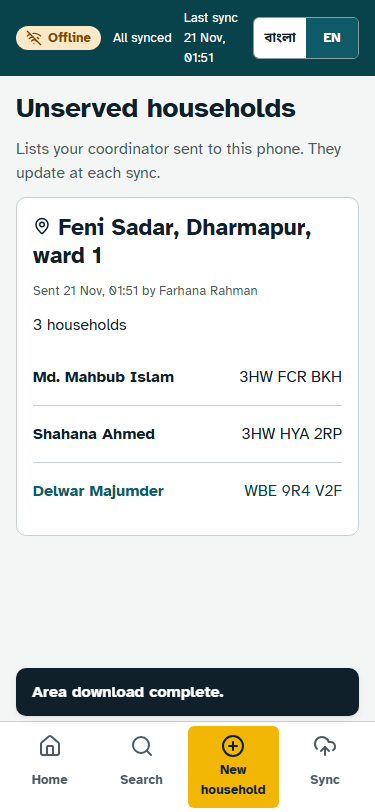 Offline
All synced
Last sync
21 Nov,
01:51
বাংলা
EN
Unserved households
Lists your coordinator sent to this phone. They
update at each sync.
Feni Sadar, Dharmapur,
ward 1
Sent 21 Nov, 01:51 by Farhana Rahman
3 households
Md. Mahbub Islam 3HW FCR BKH
Shahana Ahmed 3HW HYA 2RP
Delwar Majumder WBE 9R4 V2F
Area download complete.
Home
Search
New
household
Sync